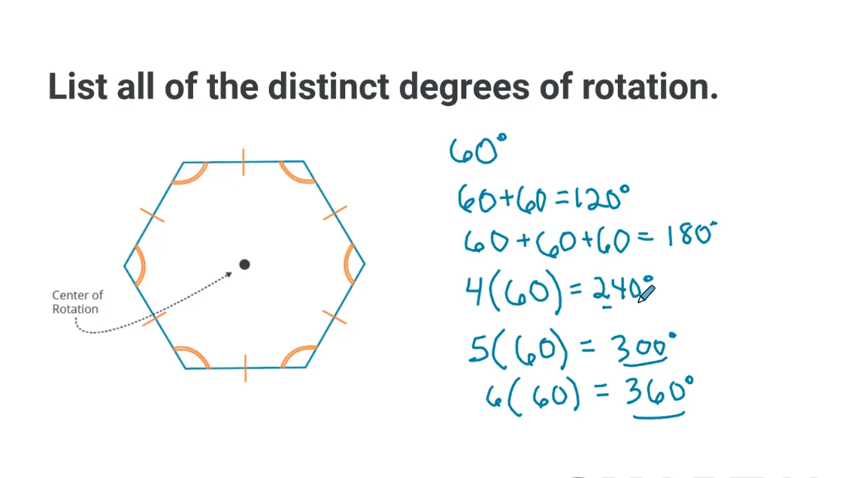 List all of the distinct degrees of rotation.
60°
60+60=120°
60+60+60=180°
4(60)=240°
5(60)=300°
6(60)=360°
Center of
Rotation